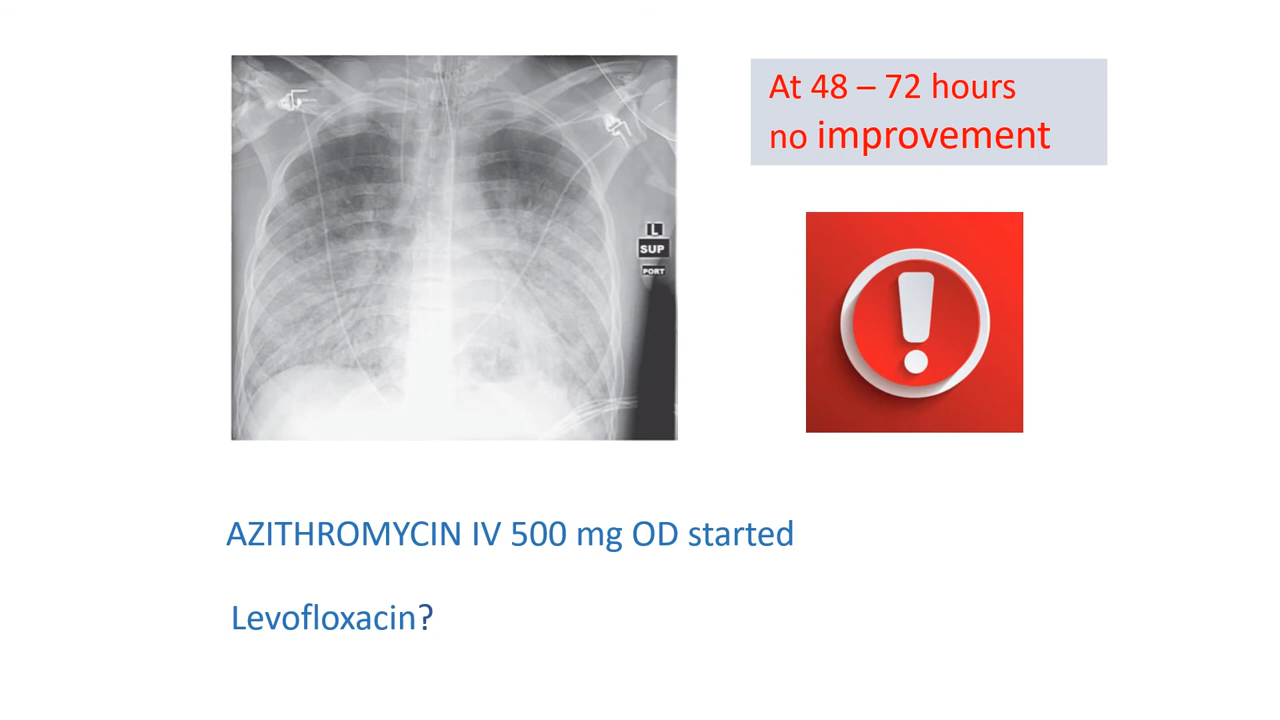 At 48 – 72 hours
no improvement
L
SUP
PORT
AZITHROMYCIN IV 500 mg OD started
Levofloxacin?